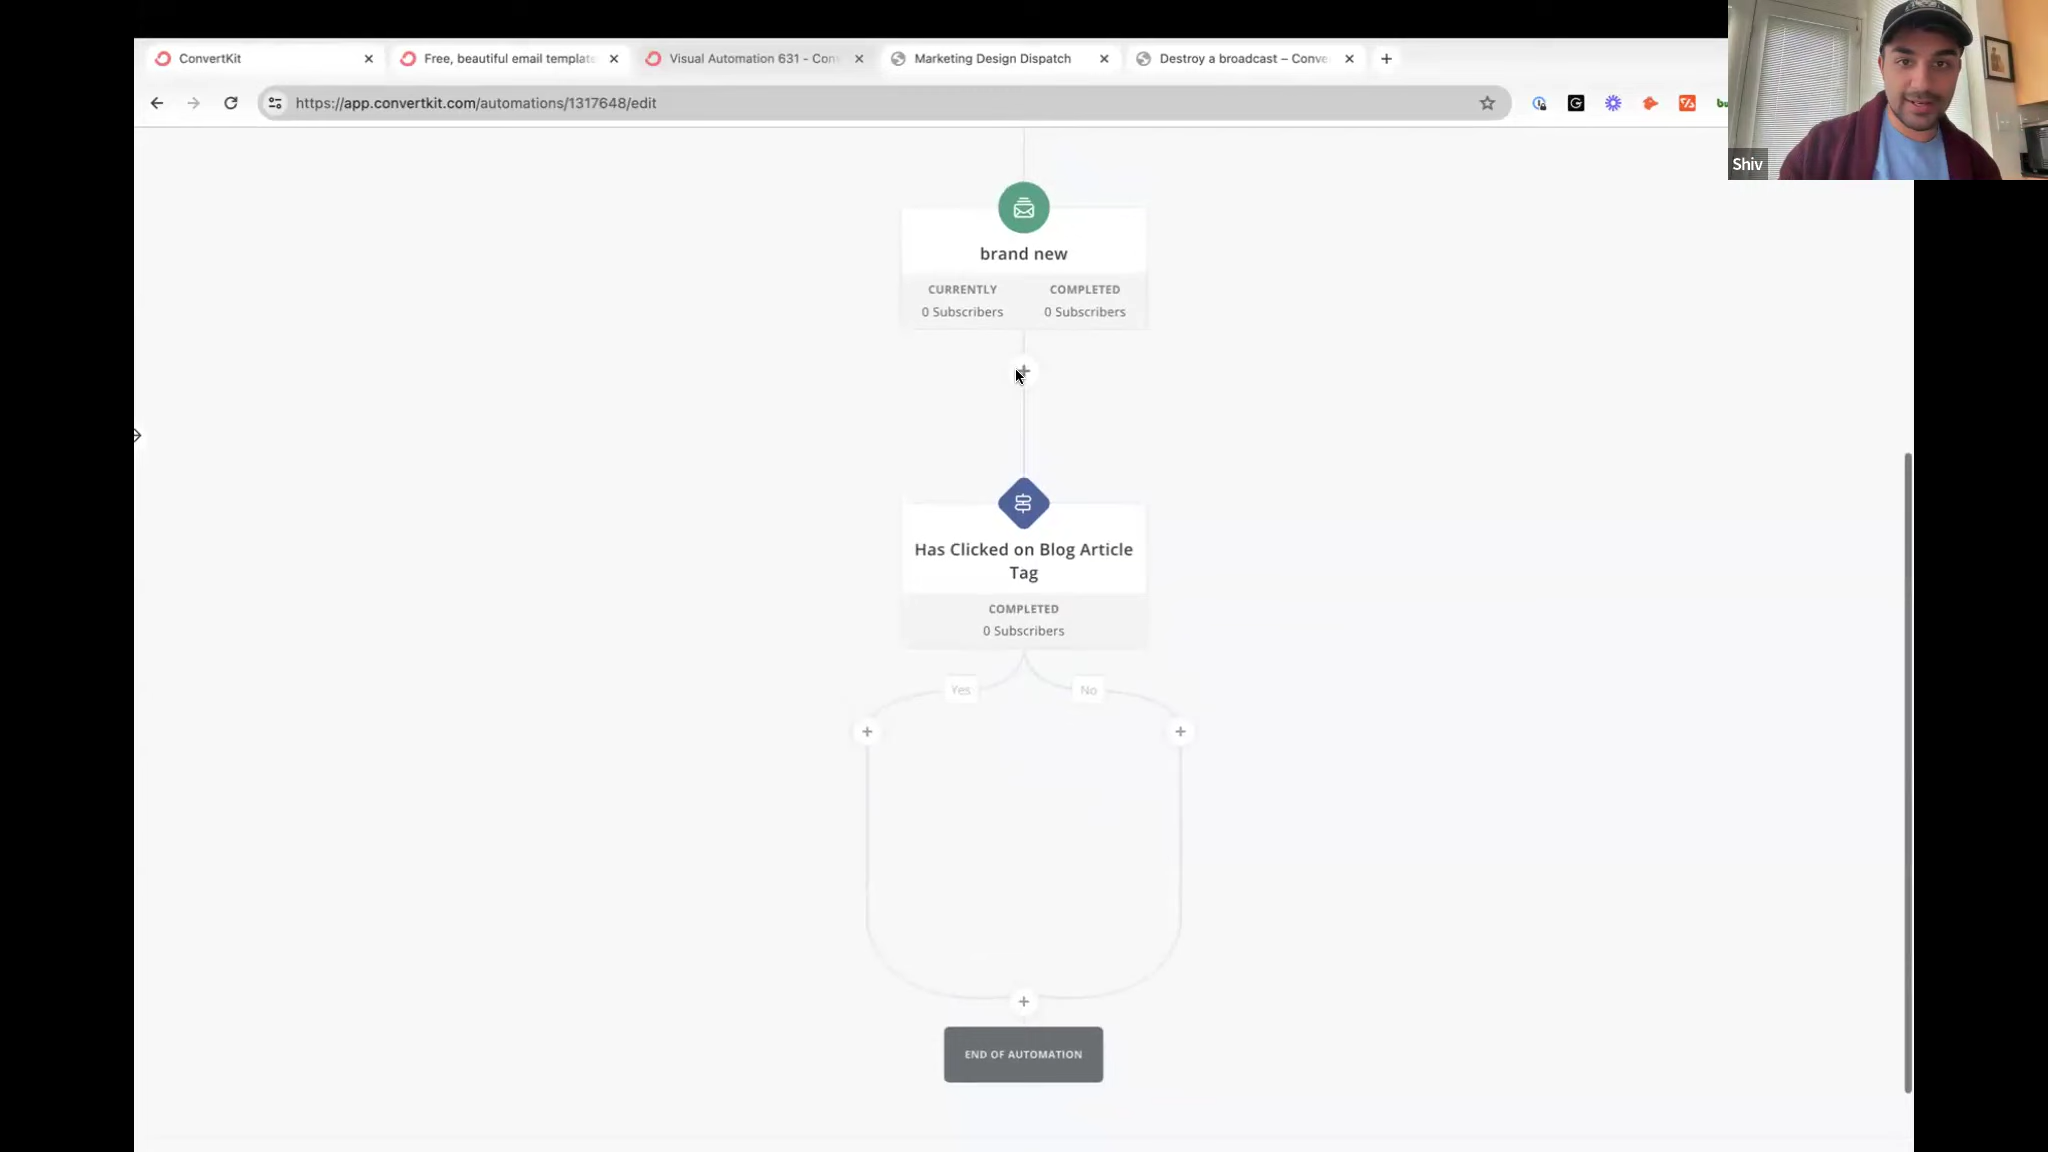 ConvertKit
Free, beautiful email template
Visual Automation 631 - Con
Marketing Design Dispatch
Destroy a broadcast – Conve
https://app.convertkit.com/automations/1317648/edit
Shiv
brand new
CURRENTLY
COMPLETED
0 Subscribers
0 Subscribers
Has Clicked on Blog Article
Tag
COMPLETED
0 Subscribers
Yes
No
END OF AUTOMATION